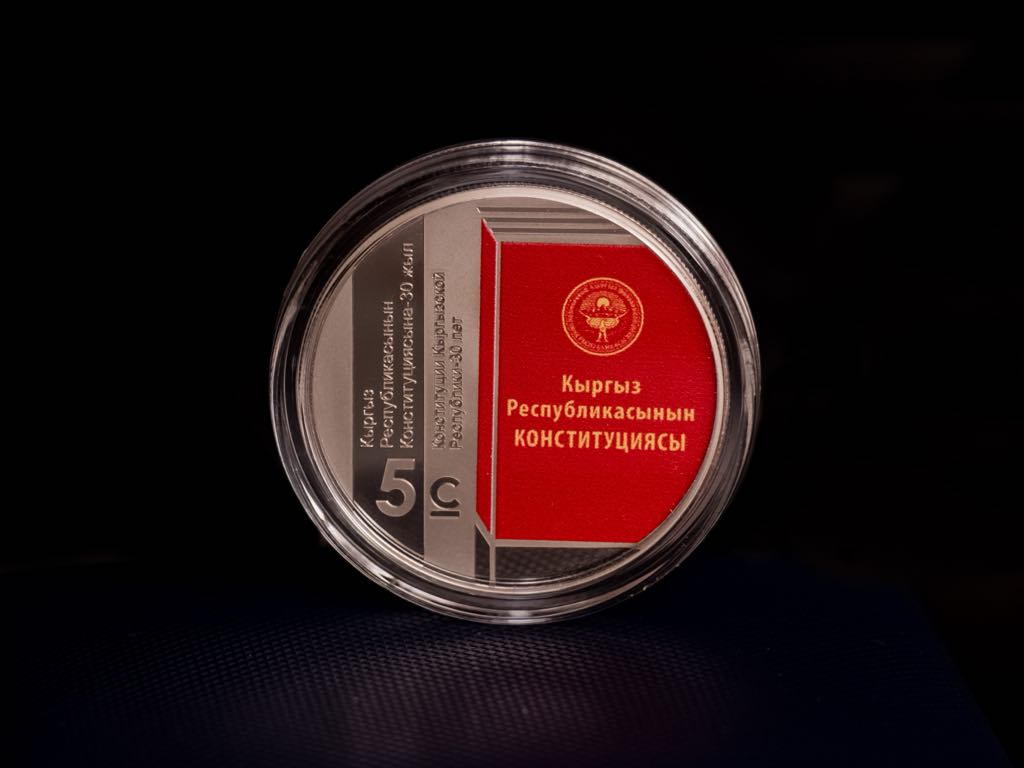 Кыргыз
Республикасынын
Конституциясына-30 жыл
Конституции Кыргызской
Республики-30 лет
5 С
Кыргыз
Республикасынын
КОНСТИТУЦИЯСЫ